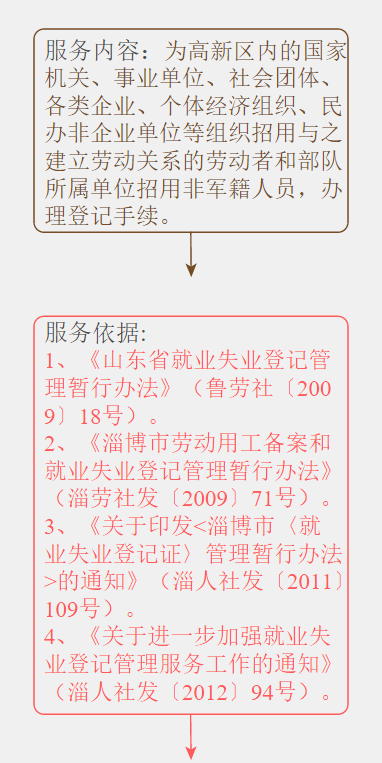 服务内容：为高新区内的国家
机关、事业单位、社会团体、
各类企业、个体经济组织、民
办非企业单位等组织招用与之
建立劳动关系的劳动者和部队
所属单位招用非军籍人员，办
理登记手续。
服务依据:
1、《山东省就业失业登记管
理暂行办法》（鲁劳社〔200
9〕18号）。
2、《淄博市劳动用工备案和
就业失业登记管理暂行办法》
（淄劳社发〔2009〕71号）。
3、《关于印发<淄博市〈就
业失业登记证〉管理暂行办法
>的通知》（淄人社发〔2011〕
109号）。
4、《关于进一步加强就业失
业登记管理服务工作的通知》
（淄人社发〔2012〕94号）。